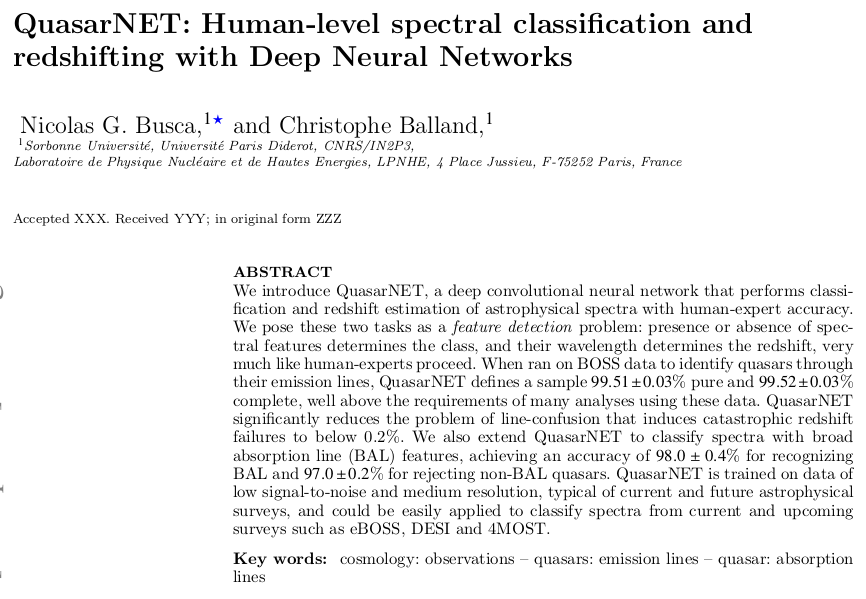 QuasarNET: Human-level spectral classification and
redshifting with Deep Neural Networks
Nicolas G. Busca,¹★ and Christophe Balland,¹
¹Sorbonne Université, Université Paris Diderot, CNRS/IN2P3,
Laboratoire de Physique Nucléaire et de Hautes Energies, LPNHE, 4 Place Jussieu, F-75252 Paris, France
Accepted XXX. Received YYY; in original form ZZZ
ABSTRACT
We introduce QuasarNET, a deep convolutional neural network that performs classi-
fication and redshift estimation of astrophysical spectra with human-expert accuracy.
We pose these two tasks as a feature detection problem: presence or absence of spec-
tral features determines the class, and their wavelength determines the redshift, very
much like human-experts proceed. When ran on BOSS data to identify quasars through
their emission lines, QuasarNET defines a sample 99.51±0.03% pure and 99.52±0.03%
complete, well above the requirements of many analyses using these data. QuasarNET
significantly reduces the problem of line-confusion that induces catastrophic redshift
failures to below 0.2%. We also extend QuasarNET to classify spectra with broad
absorption line (BAL) features, achieving an accuracy of 98.0 ± 0.4% for recognizing
BAL and 97.0±0.2% for rejecting non-BAL quasars. QuasarNET is trained on data of
low signal-to-noise and medium resolution, typical of current and future astrophysical
surveys, and could be easily applied to classify spectra from current and upcoming
surveys such as eBOSS, DESI and 4MOST.
Key words: cosmology: observations – quasars: emission lines – quasar: absorption
lines